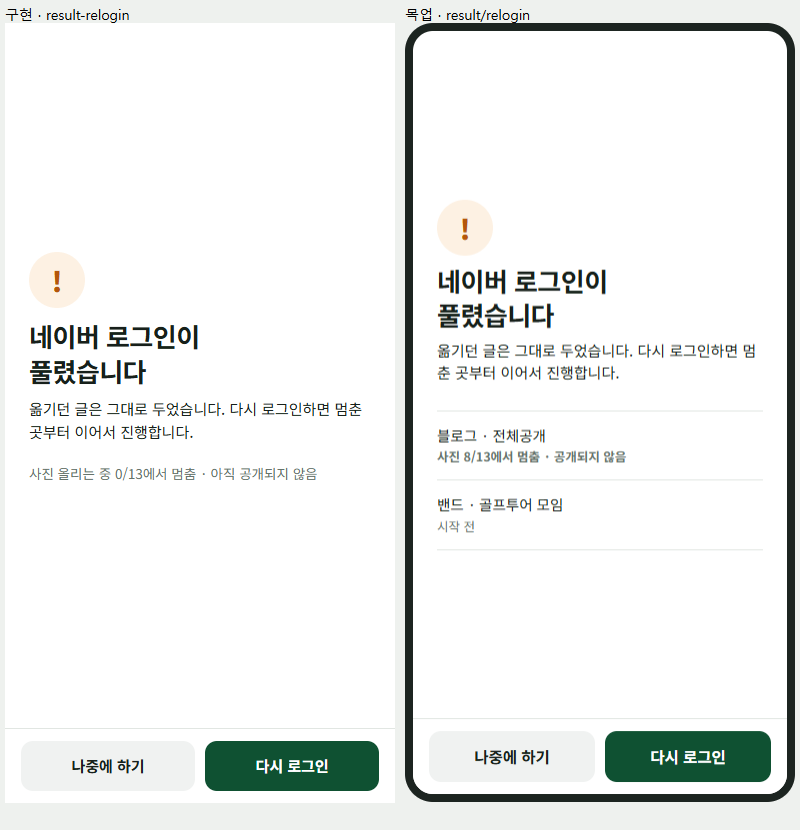 구현 · result-relogin
!
네이버 로그인이
풀렸습니다
옮기던 글은 그대로 두었습니다. 다시 로그인하면 멈춘
곳부터 이어서 진행합니다.
사진 올리는 중 0/13에서 멈춤 · 아직 공개되지 않음
나중에 하기
다시 로그인
목업 · result/relogin
!
네이버 로그인이
풀렸습니다
옮기던 글은 그대로 두었습니다. 다시 로그인하면 멈
춘 곳부터 이어서 진행합니다.
블로그 · 전체공개
사진 8/13에서 멈춤 · 공개되지 않음
밴드 · 골프투어 모임
시작 전
나중에 하기
다시 로그인